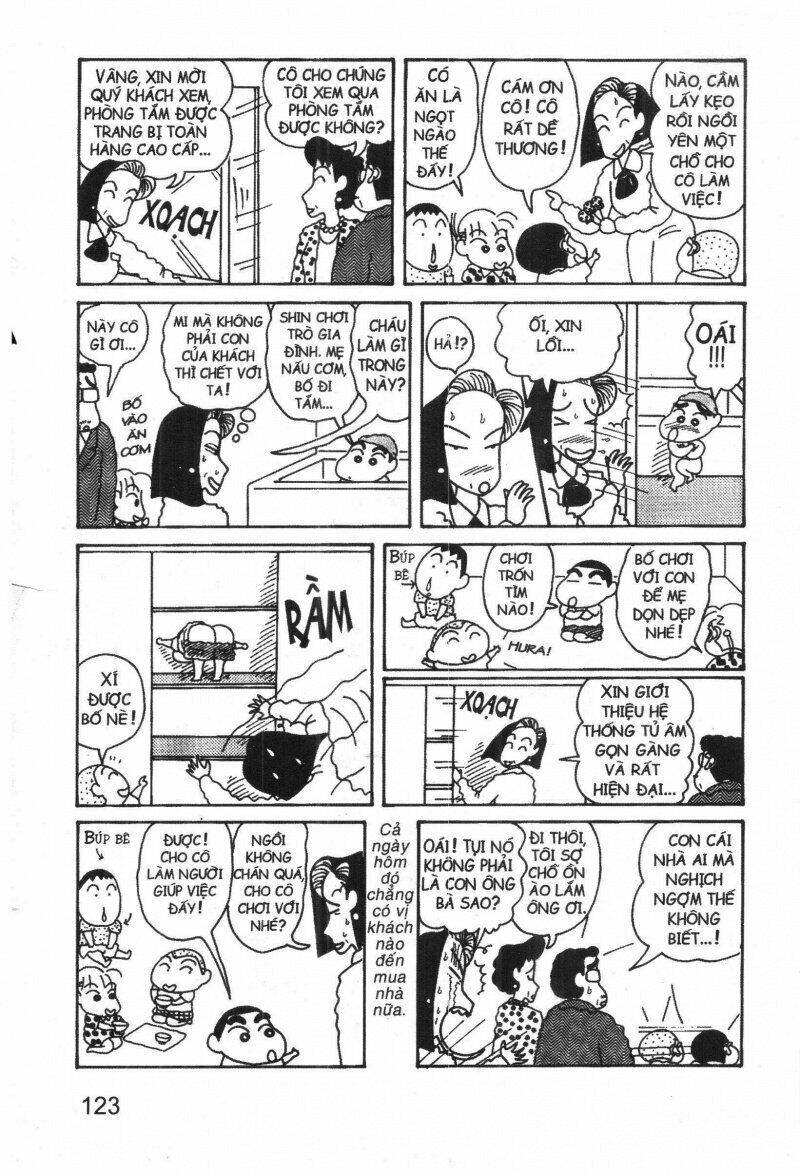 NÀO, CẦM
LẤY KẸO
RỒI NGỒI
YÊN MỘT
CHỖ CHO
CÔ LÀM
VIỆC!
CÁM ƠN
CÔ! CÔ
RẤT DỄ
THƯƠNG!
CÓ
ĂN LÀ
NGỌT
NGÀO
THẾ
ĐẤY!
CÔ CHO CHÚNG
TÔI XEM QUA
PHÒNG TẮM
ĐƯỢC KHÔNG?
VÂNG, XIN MỜI
QUÝ KHÁCH XEM,
PHÒNG TẮM ĐƯỢC
TRANG BỊ TOÀN
HÀNG CAO CẤP...
XOẠCH
OÁI
!!!
ỐI, XIN
LỖI...
HẢ!?
CHÁU
LÀM GÌ
TRONG
NÀY?
SHIN CHƠI
TRÒ GIA
ĐÌNH. MẸ
NẤU CƠM,
BỐ ĐI
TẮM...
MI MÀ KHÔNG
PHẢI CON
CỦA KHÁCH
THÌ CHẾT VỚI
TA!
NÀY CÔ
GÌ ƠI...
BỐ
VÀO
ĂN
CƠM
BỐ CHƠI
VỚI CON
ĐỂ MẸ
DỌN DẸP
NHÉ!
CHƠI
TRỐN
TÌM
NÀO!
HURA!
BÚP
BÊ
XIN GIỚI
THIỆU HỆ
THỐNG TỦ ÂM
GỌN GÀNG
VÀ RẤT
HIỆN ĐẠI...
XOẠCH
RẦM
XÍ
ĐƯỢC
BỐ NÈ!
CON CÁI
NHÀ AI MÀ
NGHỊCH
NGỢM THẾ
KHÔNG
BIẾT...!
ĐI THÔI,
TÔI SỢ
CHỖ ỒN
ÀO LẮM
ÔNG ƠI.
OÁI! TỤI NÓ
KHÔNG PHẢI
LÀ CON ÔNG
BÀ SAO?
Cả
ngày
hôm
đó
chẳng
có vị
khách
nào
đến
mua
nhà
nữa.
NGỒI
KHÔNG
CHÁN QUÁ,
CHO CÔ
CHƠI VỚI
NHÉ?
ĐƯỢC!
CHO CÔ
LÀM NGƯỜI
GIÚP VIỆC
ĐẤY!
BÚP BÊ
123